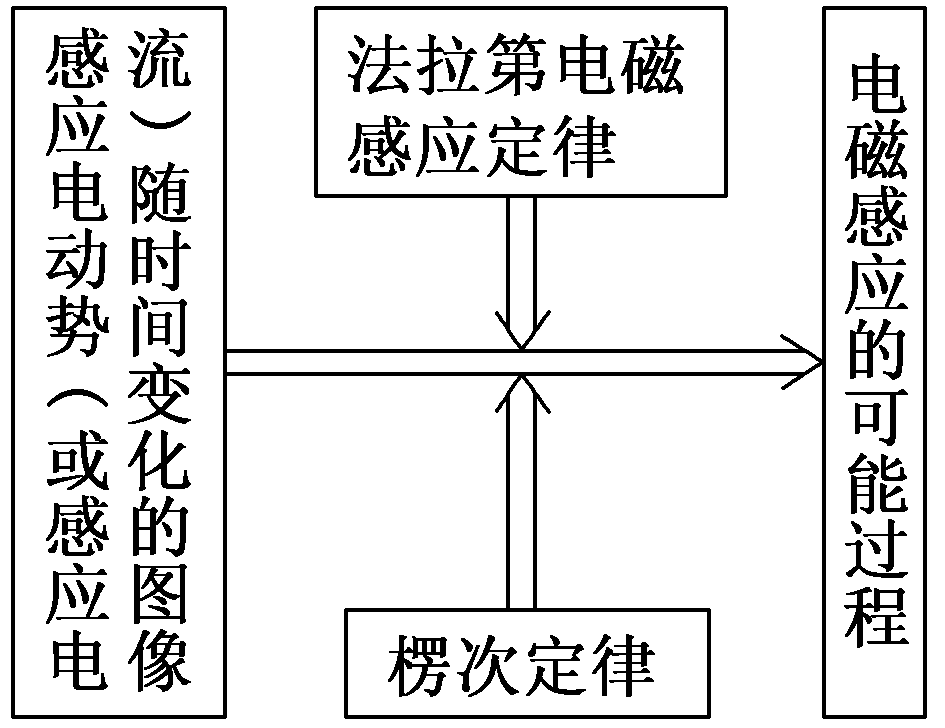 感应电动势（或感应电
流）随时间变化的图像
法拉第电磁
感应定律
楞次定律
电磁感应的可能过程